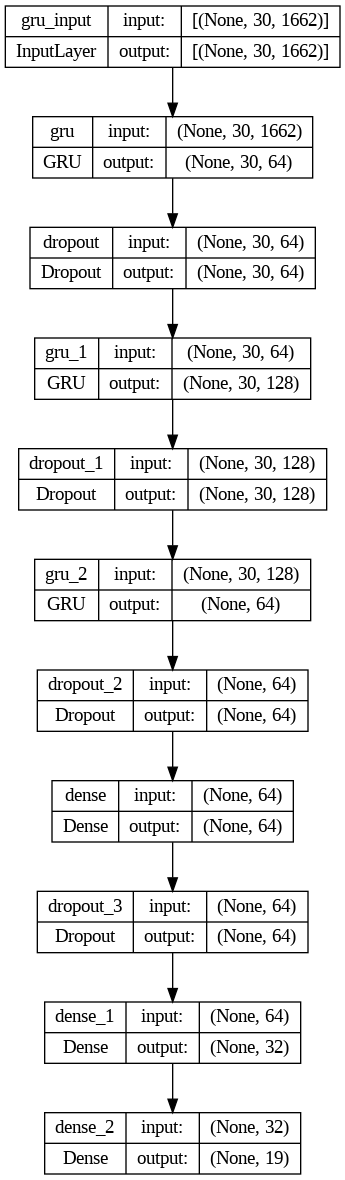 gru_input input: [(None, 30, 1662)]
InputLayer output: [(None, 30, 1662)]
gru input: (None, 30, 1662)
GRU output: (None, 30, 64)
dropout input: (None, 30, 64)
Dropout output: (None, 30, 64)
gru_1 input: (None, 30, 64)
GRU output: (None, 30, 128)
dropout_1 input: (None, 30, 128)
Dropout output: (None, 30, 128)
gru_2 input: (None, 30, 128)
GRU output: (None, 64)
dropout_2 input: (None, 64)
Dropout output: (None, 64)
dense input: (None, 64)
Dense output: (None, 64)
dropout_3 input: (None, 64)
Dropout output: (None, 64)
dense_1 input: (None, 64)
Dense output: (None, 32)
dense_2 input: (None, 32)
Dense output: (None, 19)